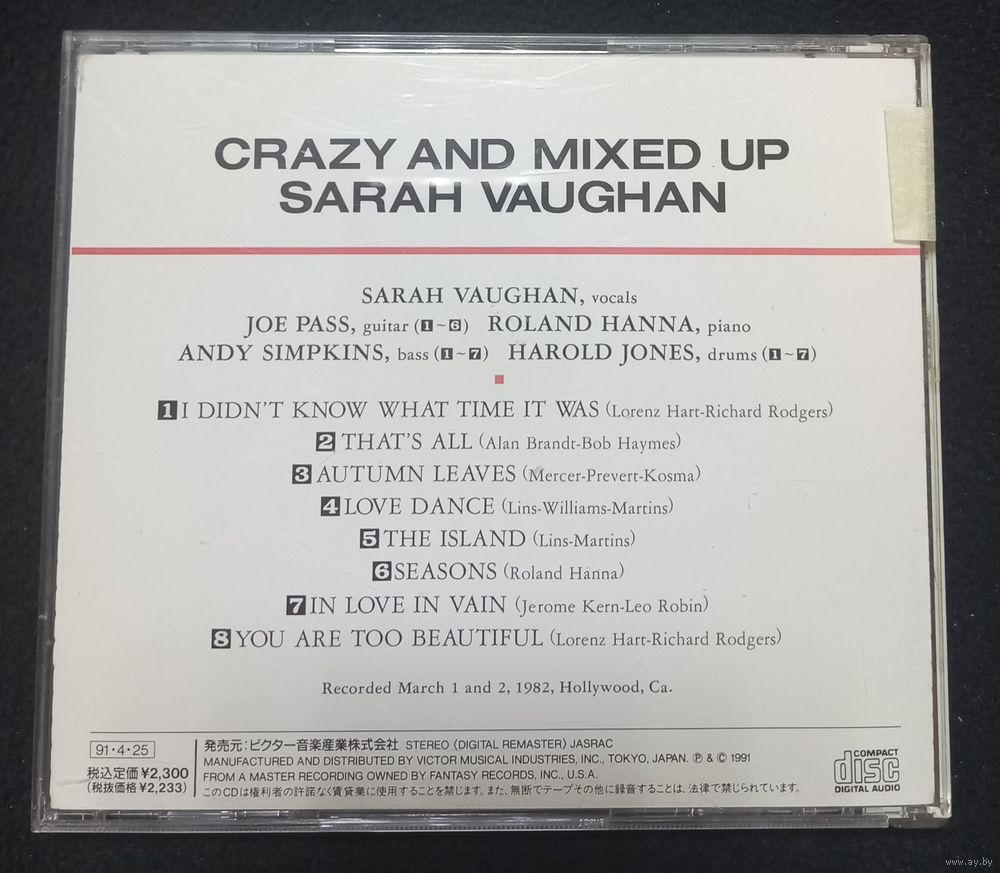 CRAZY AND MIXED UP
SARAH VAUGHAN
SARAH VAUGHAN, vocals
JOE PASS, guitar (1~6) ROLAND HANNA, piano
ANDY SIMPKINS, bass (1~7) HAROLD JONES, drums (1~7)
1 I DIDN'T KNOW WHAT TIME IT WAS (Lorenz Hart-Richard Rodgers)
2 THAT'S ALL (Alan Brandt-Bob Haymes)
3 AUTUMN LEAVES (Mercer-Prevert-Kosma)
4 LOVE DANCE (Lins-Williams-Martins)
5 THE ISLAND (Lins-Martins)
6 SEASONS (Roland Hanna)
7 IN LOVE IN VAIN (Jerome Kern-Leo Robin)
8 YOU ARE TOO BEAUTIFUL (Lorenz Hart-Richard Rodgers)
Recorded March 1 and 2, 1982, Hollywood, Ca.
91・4・25
税込定価¥2,300
(税抜価格¥2,233)
発売元:ビクター音楽産業株式会社 STEREO (DIGITAL REMASTER) JASRAC
MANUFACTURED AND DISTRIBUTED BY VICTOR MUSICAL INDUSTRIES, INC., TOKYO, JAPAN. ℗ & © 1991
FROM A MASTER RECORDING OWNED BY FANTASY RECORDS, INC., U.S.A.
このCDは権利者の許諾なく賃貸業に使用することを禁じます。また、無断でテープその他に録音することは、法律で禁じられています。
COMPACT
disc
DIGITAL AUDIO
www.ay.by